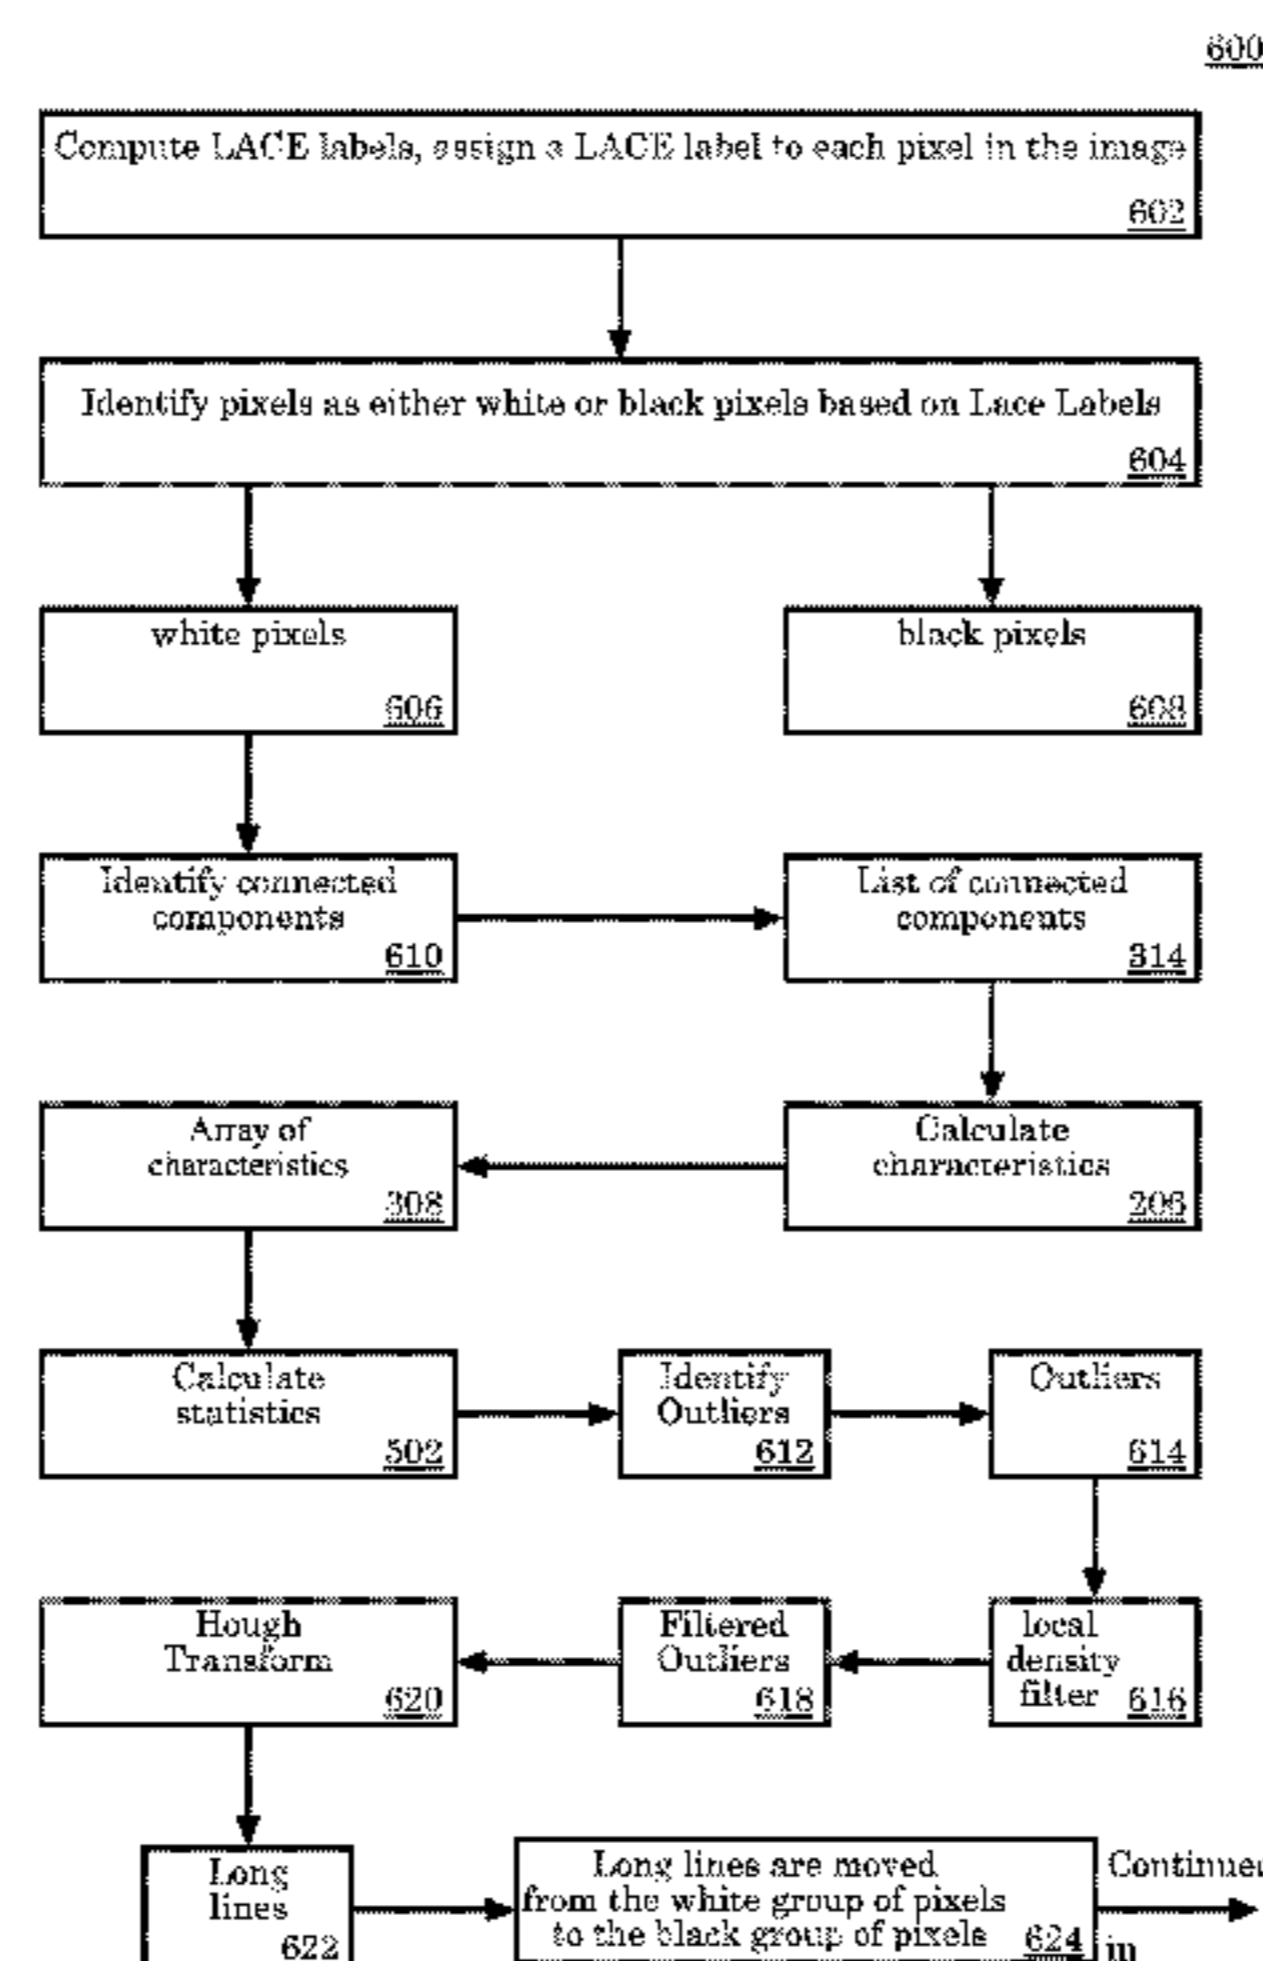 600
Compute LACE labels, assign a LACE label to each pixel in the image
602
Identify pixels as either white or black pixels based on Lace Labels
604
white pixels
606
black pixels
608
Identify connected
components
610
List of connected
components
314
Array of
characteristics
308
Calculate
characteristics
206
Calculate
statistics
502
Identify
Outliers
612
Outliers
614
Hough
Transform
620
Filtered
Outliers
618
local
density
filter 616
Long
lines
622
Long lines are moved
from the white group of pixels
to the black group of pixels 624
Continued
in